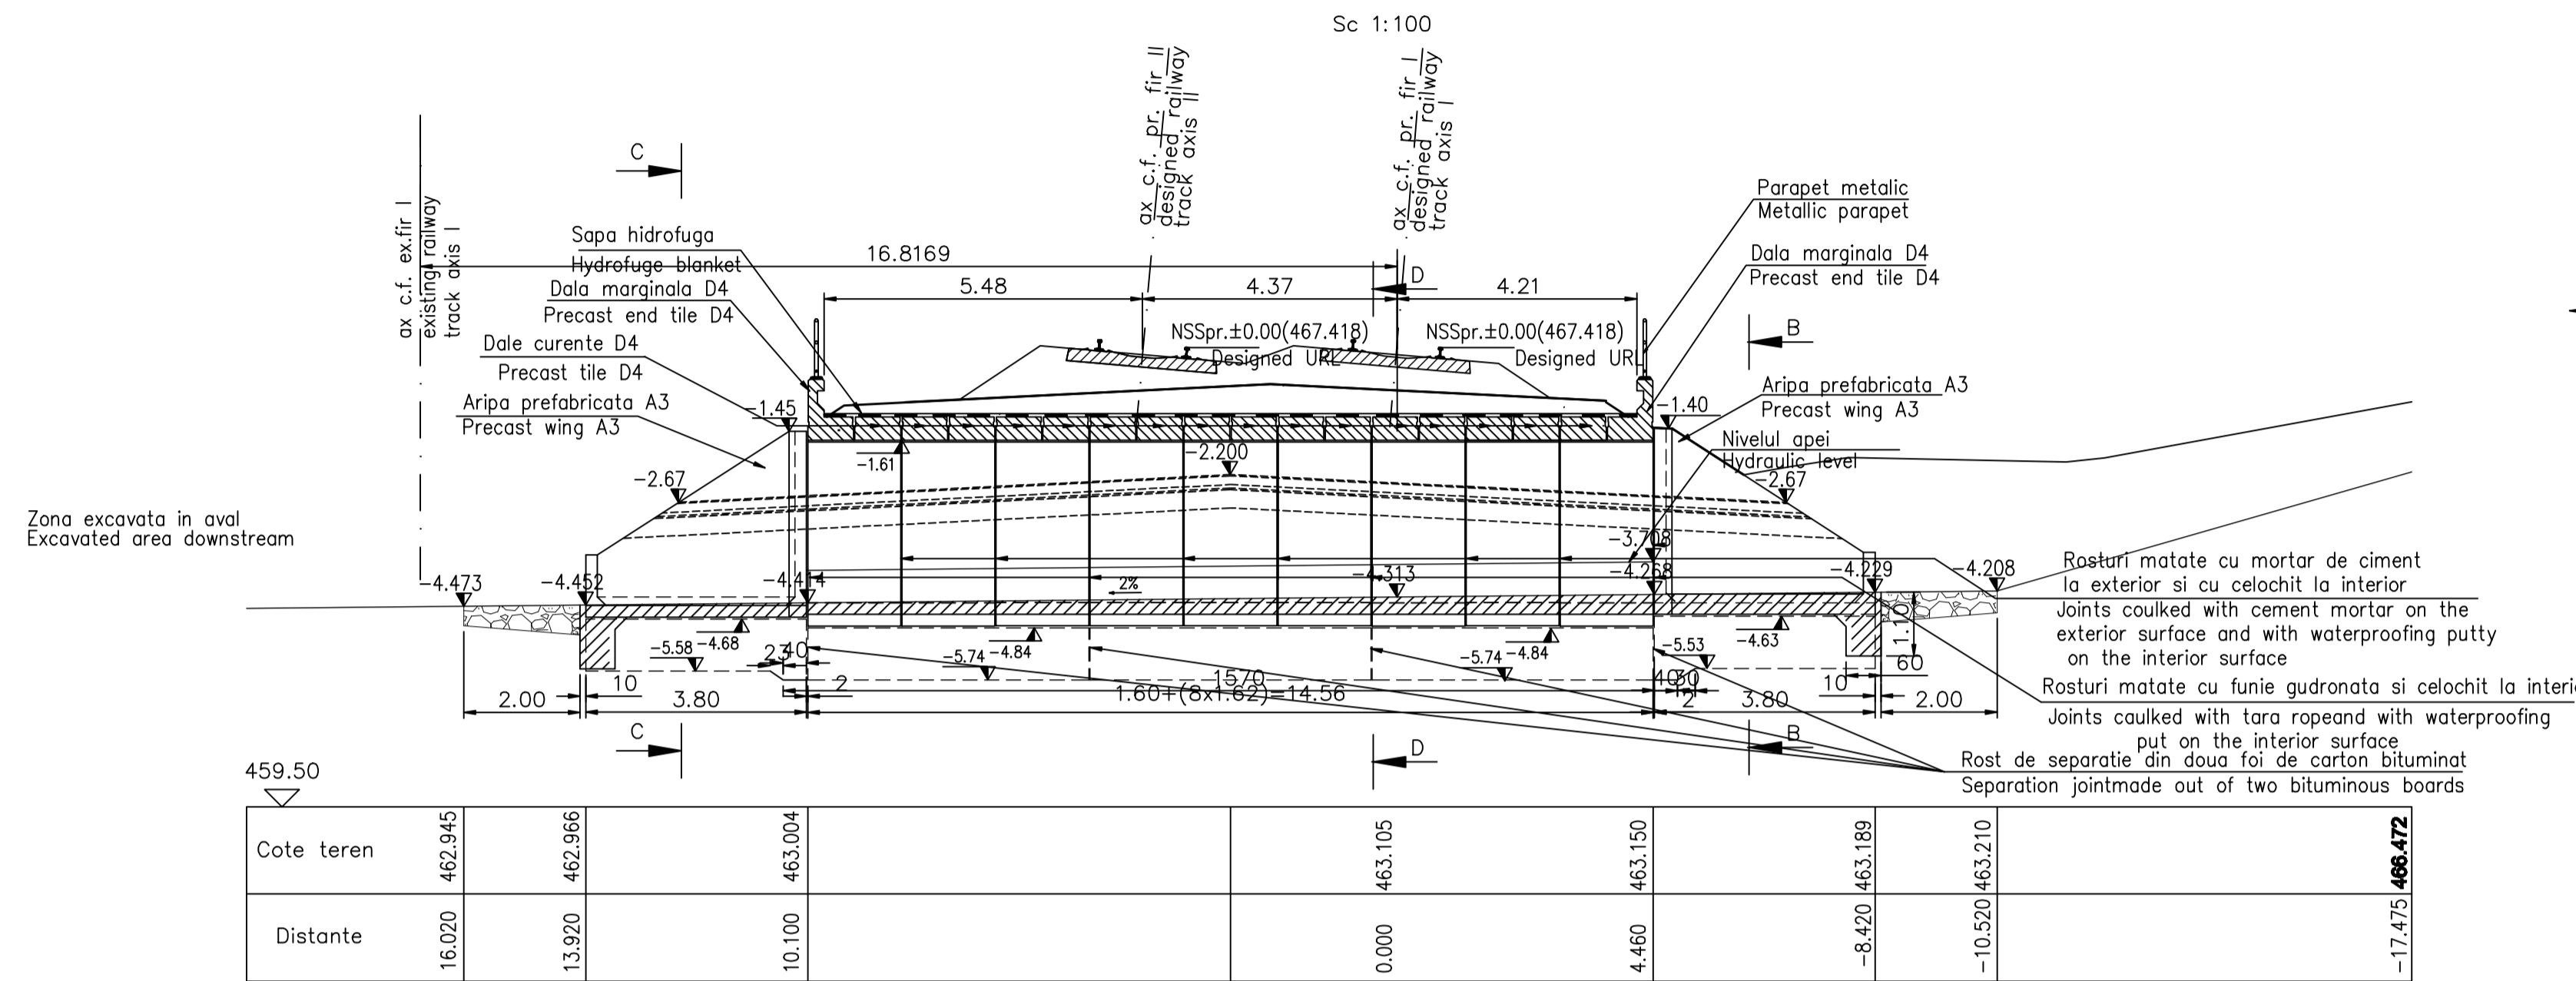 Sc 1:100
ax c.f. pr. fir II
designed railway
track axis II
ax c.f. pr. fir I
designed railway
track axis I
C
ax c.f. ex.fir I
existing railway
track axis I
Parapet metalic
Metallic parapet
Sapa hidrofuga
Hydrofuge blanket
16.8169
D
Dala marginala D4
Precast end tile D4
Dala marginala D4
Precast end tile D4
5.48
4.37
4.21
NSSpr.±0.00(467.418)
Designed URL
NSSpr.±0.00(467.418)
Designed URL
B
Dale curente D4
Precast tile D4
Aripa prefabricata A3
Precast wing A3
Aripa prefabricata A3
Precast wing A3
-1.45
-1.40
Nivelul apei
Hydraulic level
-1.61
-2.200
-2.67
-2.67
Zona excavata in aval
Excavated area downstream
-3.708
-4.473
-4.452
-4.414
2%
-4.313
-4.268
-4.229
-4.208
Rosturi matate cu mortar de ciment
la exterior si cu celochit la interior
Joints coulked with cement mortar on the
exterior surface and with waterproofing putty
on the interior surface
1.10
-4.68
-5.58
23
40
-4.84
-5.74
-4.84
-5.74
-5.53
-4.63
60
2.00
10
3.80
2
1570
1.60+(8x1.62)=14.56
40
30
2
3.80
10
2.00
Rosturi matate cu funie gudronata si celochit la interi
Joints caulked with tara ropeand with waterproofing
put on the interior surface
C
D
B
Rost de separatie din doua foi de carton bituminat
Separation jointmade out of two bituminous boards
459.50
Cote teren 462.945 462.966 463.004 463.105 463.150 463.189 463.210 466.472
Distante 16.020 13.920 10.100 0.000 4.460 -8.420 -10.520 -17.475